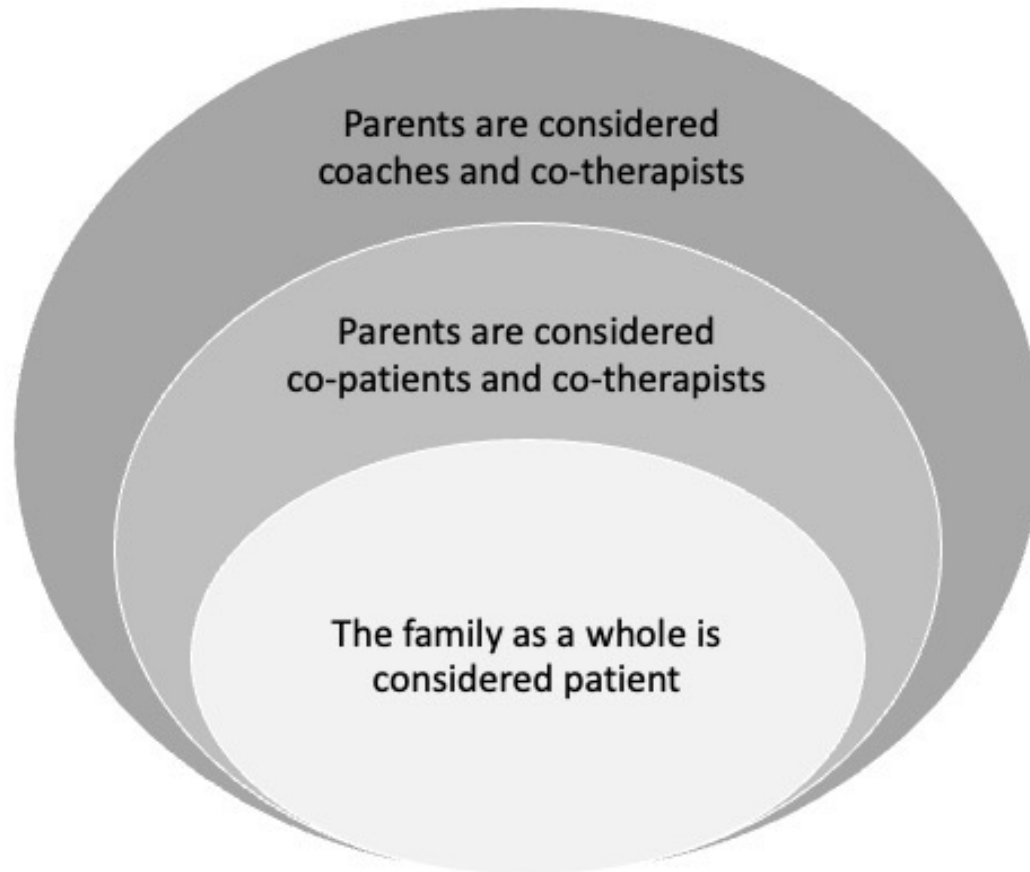 Parents are considered
coaches and co-therapists
Parents are considered
co-patients and co-therapists
The family as a whole is
considered patient